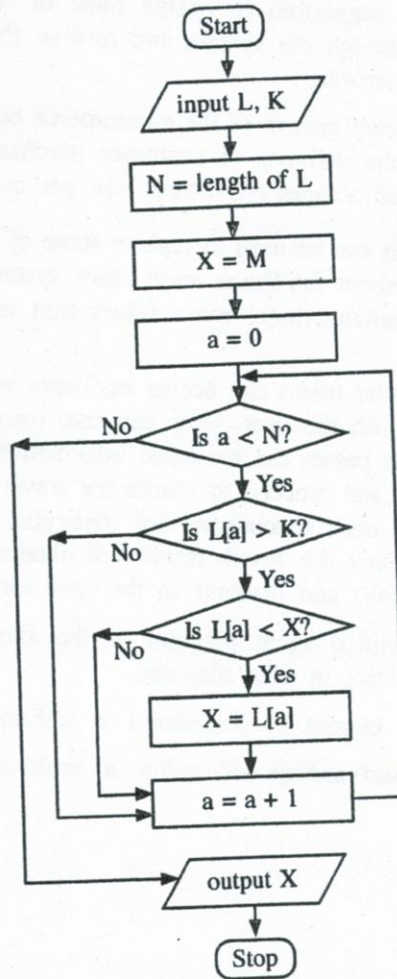 Start
input L, K
N = length of L
X = M
a = 0
Is a < N?
No
Yes
Is L[a] > K?
No
Yes
Is L[a] < X?
No
Yes
X = L[a]
a = a + 1
output X
Stop